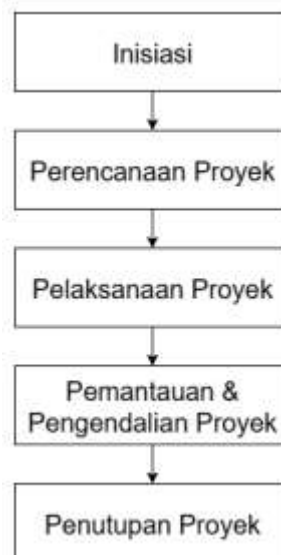 Inisiasi
Perencanaan Proyek
Pelaksanaan Proyek
Pemantauan &
Pengendalian Proyek
Penutupan Proyek